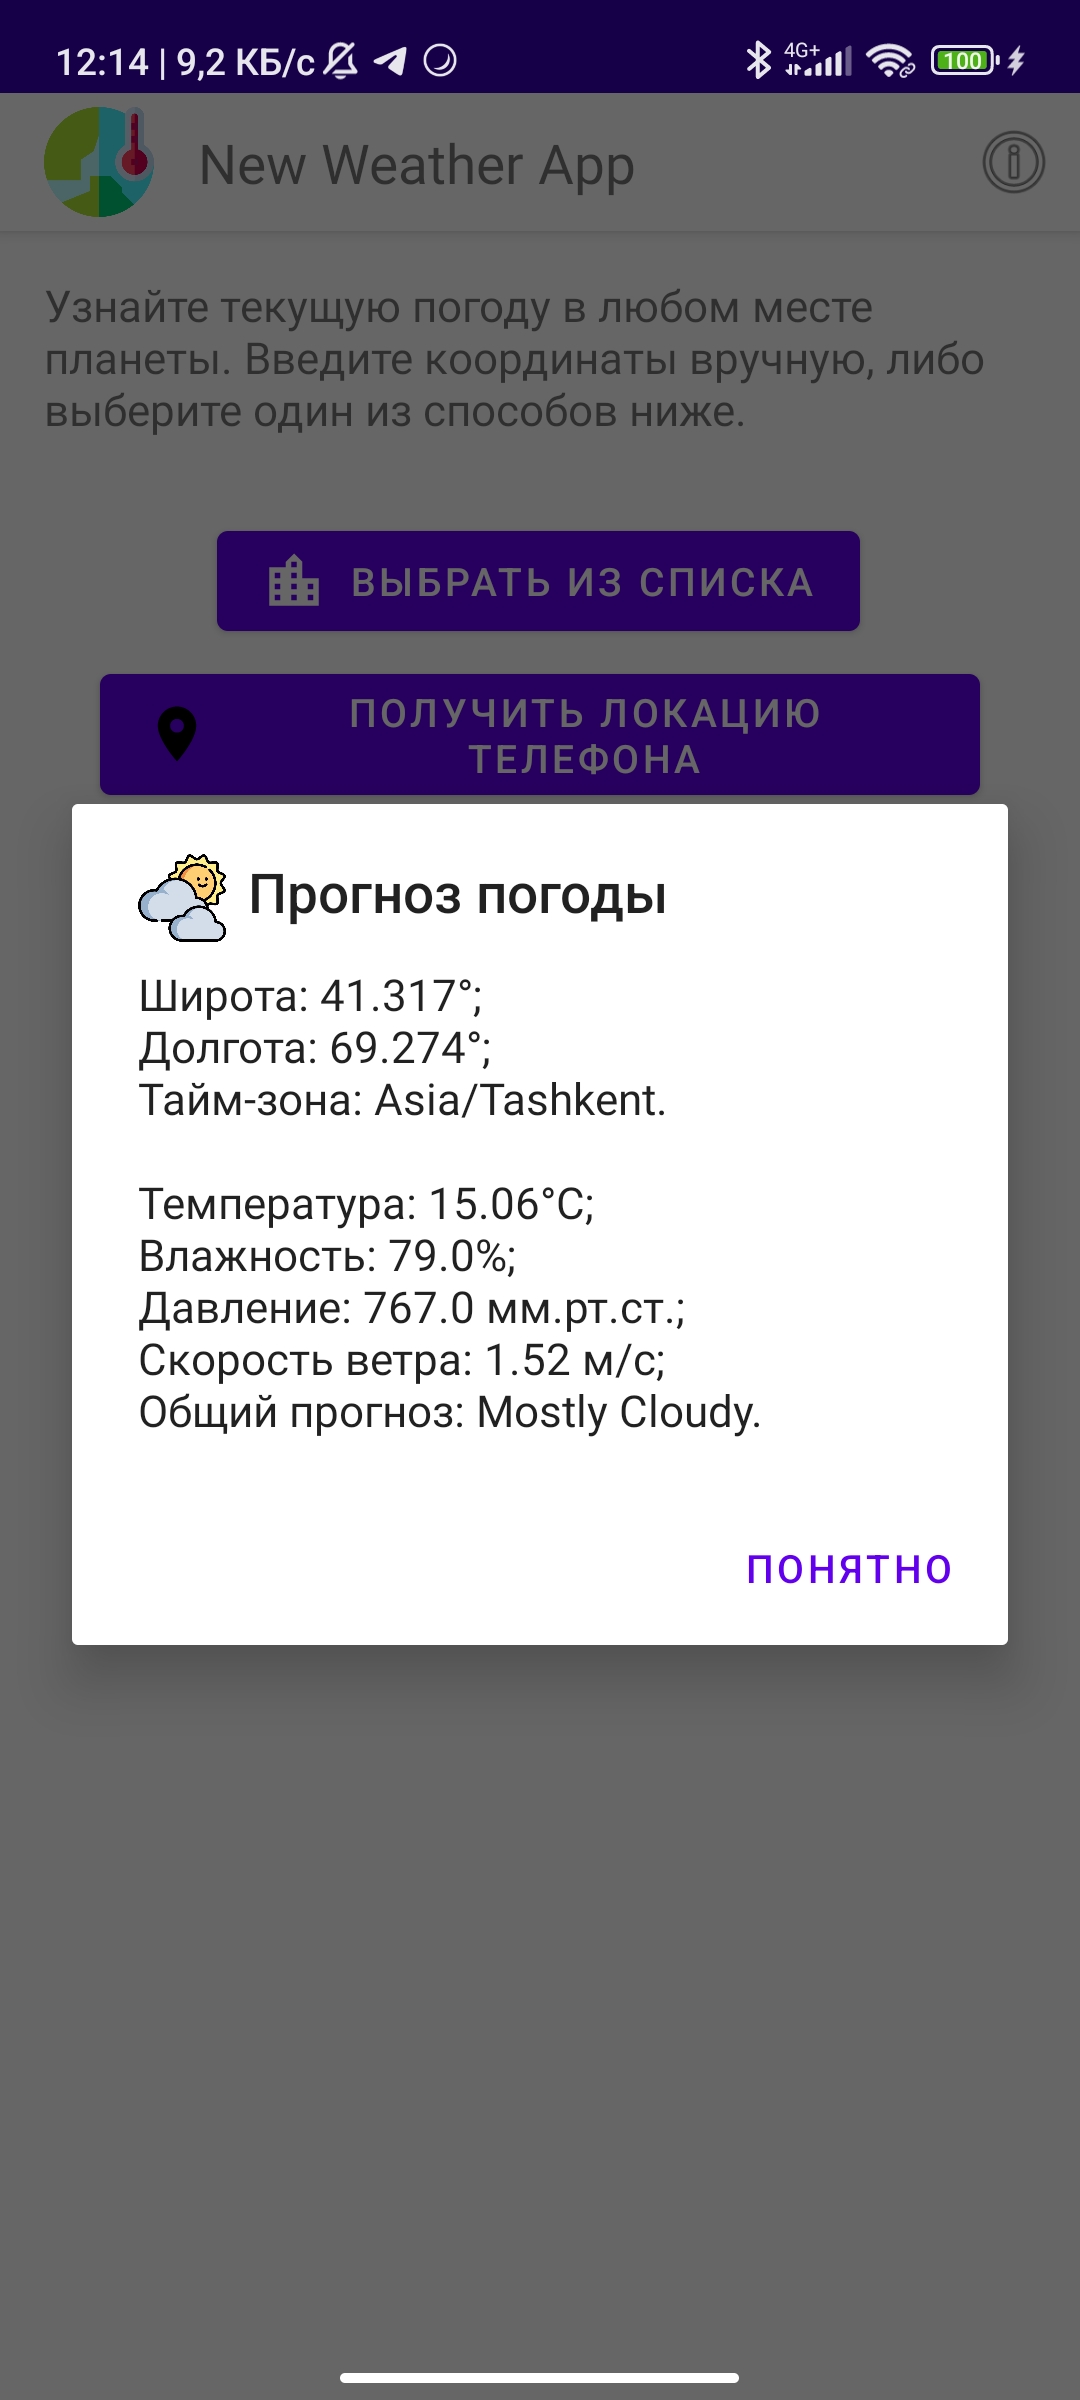 12:14 | 9,2 КБ/с
4G+
100
New Weather App
Узнайте текущую погоду в любом месте
планеты. Введите координаты вручную, либо
выберите один из способов ниже.
ВЫБРАТЬ ИЗ СПИСКА
ПОЛУЧИТЬ ЛОКАЦИЮ
ТЕЛЕФОНА
Прогноз погоды
Широта: 41.317°;
Долгота: 69.274°;
Тайм-зона: Asia/Tashkent.
Температура: 15.06°C;
Влажность: 79.0%;
Давление: 767.0 мм.рт.ст.;
Скорость ветра: 1.52 м/с;
Общий прогноз: Mostly Cloudy.
ПОНЯТНО